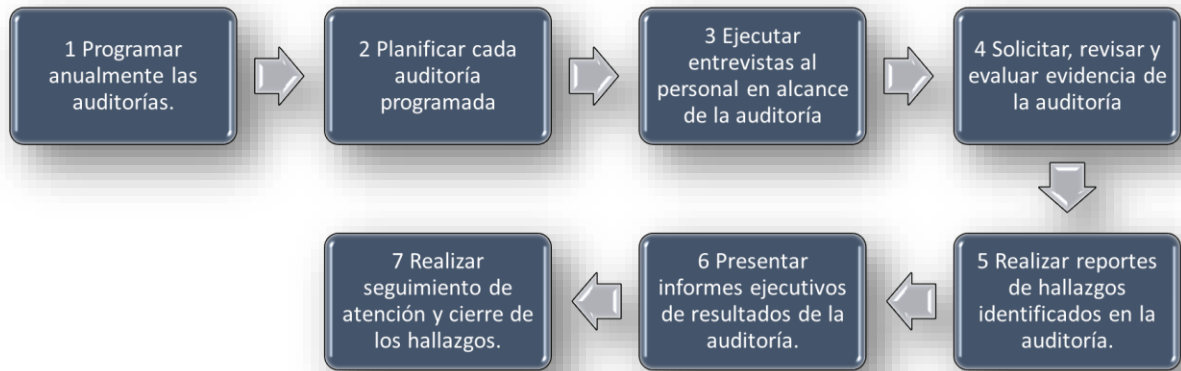 1 Programar
anualmente las
auditorías.
2 Planificar cada
auditoría
programada
3 Ejecutar
entrevistas al
personal en alcance
de la auditoría
4 Solicitar, revisar y
evaluar evidencia de
la auditoría
5 Realizar reportes
de hallazgos
identificados en la
auditoría.
6 Presentar
informes ejecutivos
de resultados de la
auditoría.
7 Realizar
seguimiento de
atención y cierre de
los hallazgos.